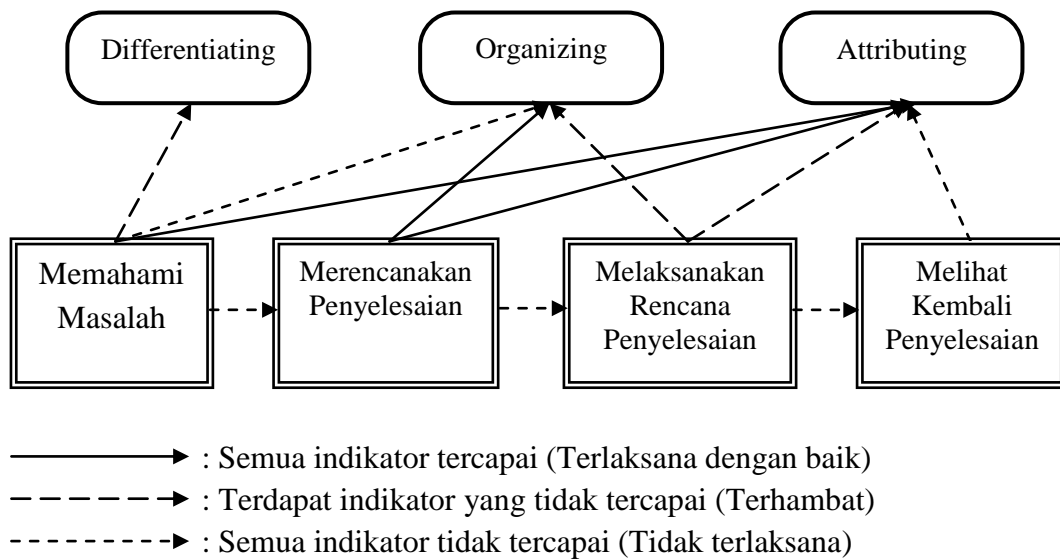 Differentiating
Organizing
Attributing
Memahami
Masalah
Merencanakan
Penyelesaian
Melaksanakan
Rencana
Penyelesaian
Melihat
Kembali
Penyelesaian
: Semua indikator tercapai (Terlaksana dengan baik)
: Terdapat indikator yang tidak tercapai (Terhambat)
: Semua indikator tidak tercapai (Tidak terlaksana)